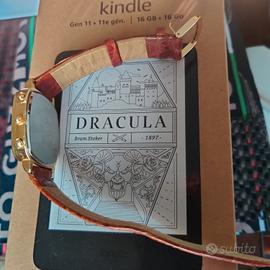 kindle
Gen 11 • 11e gén.
16 GB • 16 Go
DRACULA
Bram Stoker
-1897-
subito